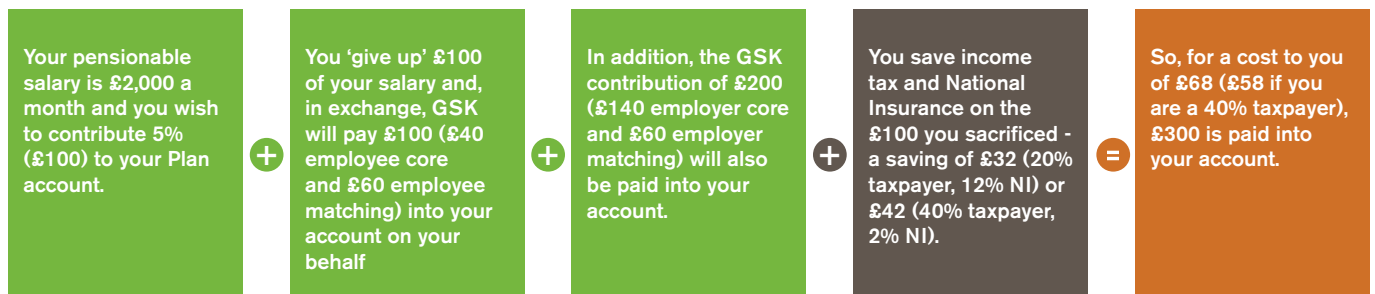 Your pensionable
salary is £2,000 a
month and you wish
to contribute 5%
(£100) to your Plan
account.
+
You ‘give up’ £100
of your salary and,
in exchange, GSK
will pay £100 (£40
employee core
and £60 employee
matching) into your
account on your
behalf
+
In addition, the GSK
contribution of £200
(£140 employer core
and £60 employer
matching) will also
be paid into your
account.
+
You save income
tax and National
Insurance on the
£100 you sacrificed -
a saving of £32 (20%
taxpayer, 12% NI) or
£42 (40% taxpayer,
2% NI).
=
So, for a cost to you
of £68 (£58 if you
are a 40% taxpayer),
£300 is paid into
your account.